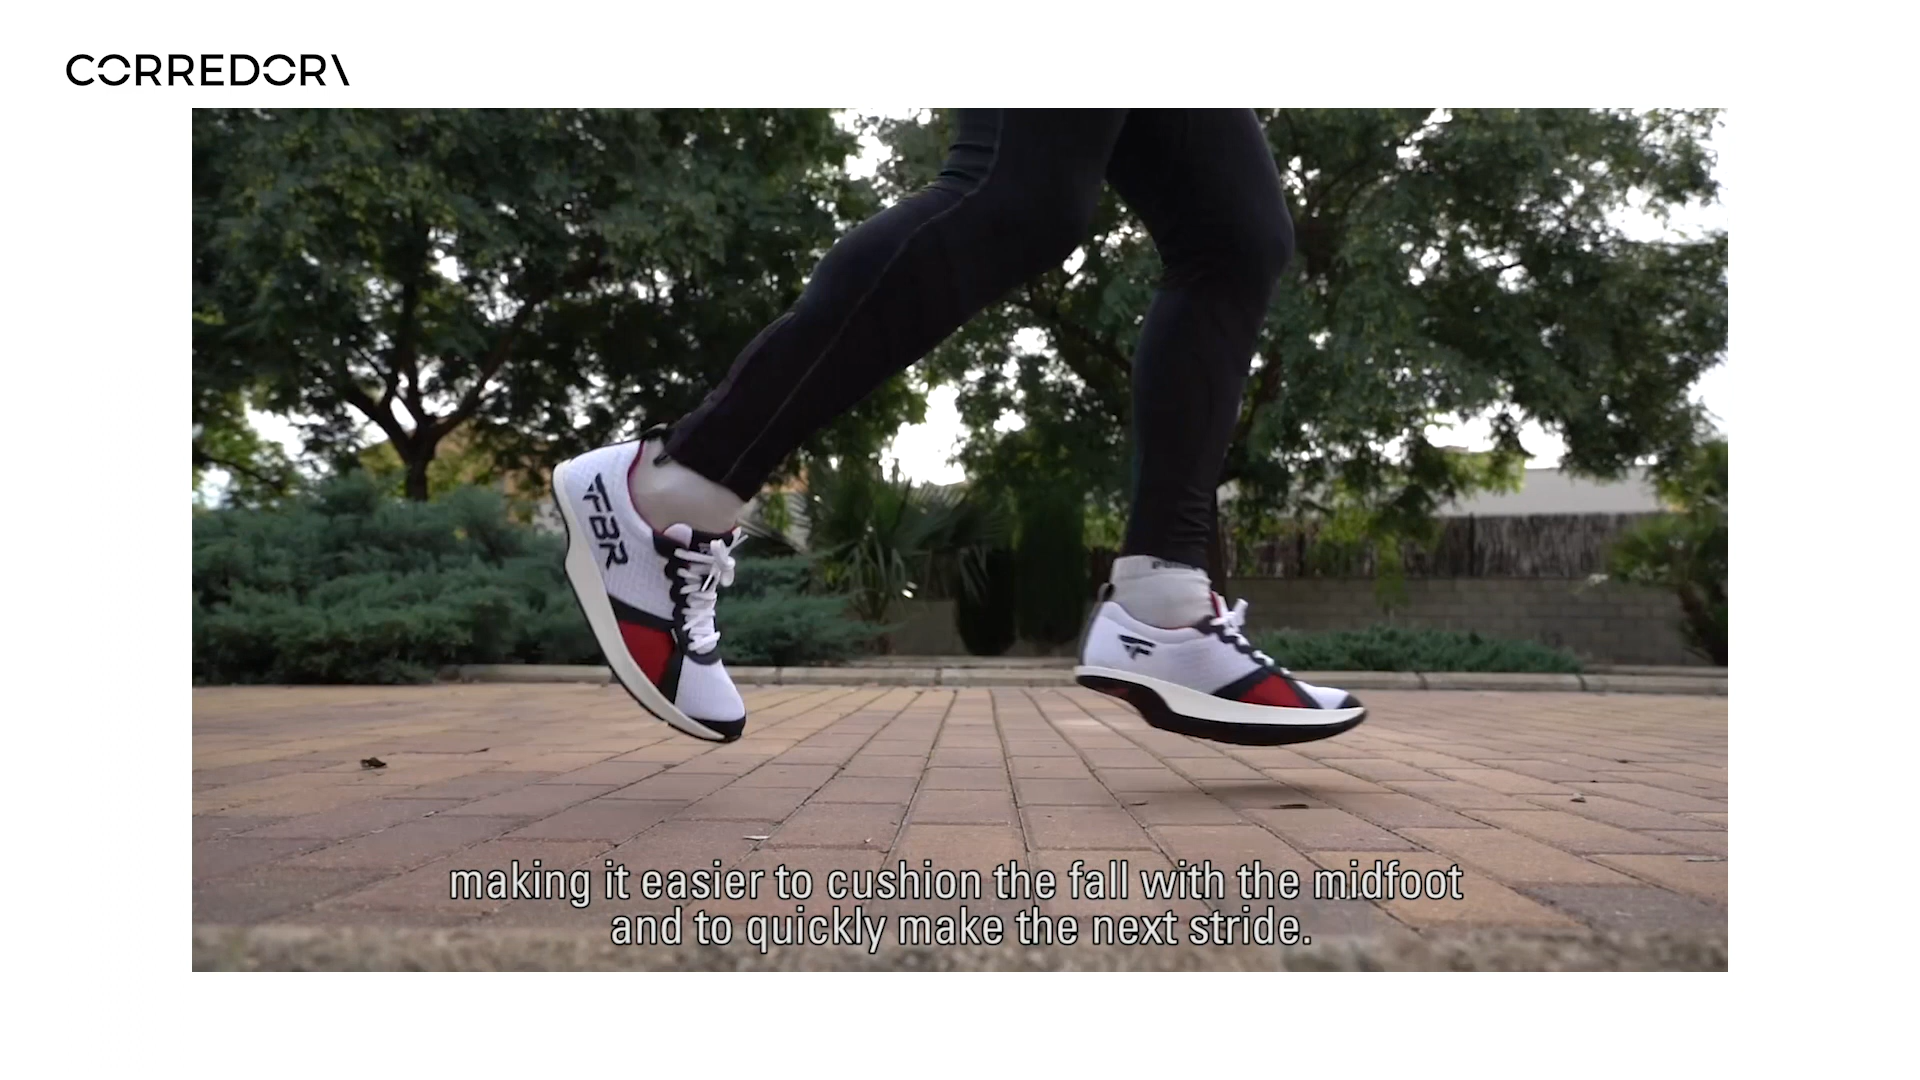 CORREDOR\
FBR
making it easier to cushion the fall with the midfoot
and to quickly make the next stride.